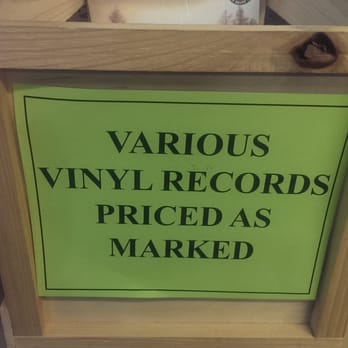 VARIOUS
VINYL RECORDS
PRICED AS
MARKED